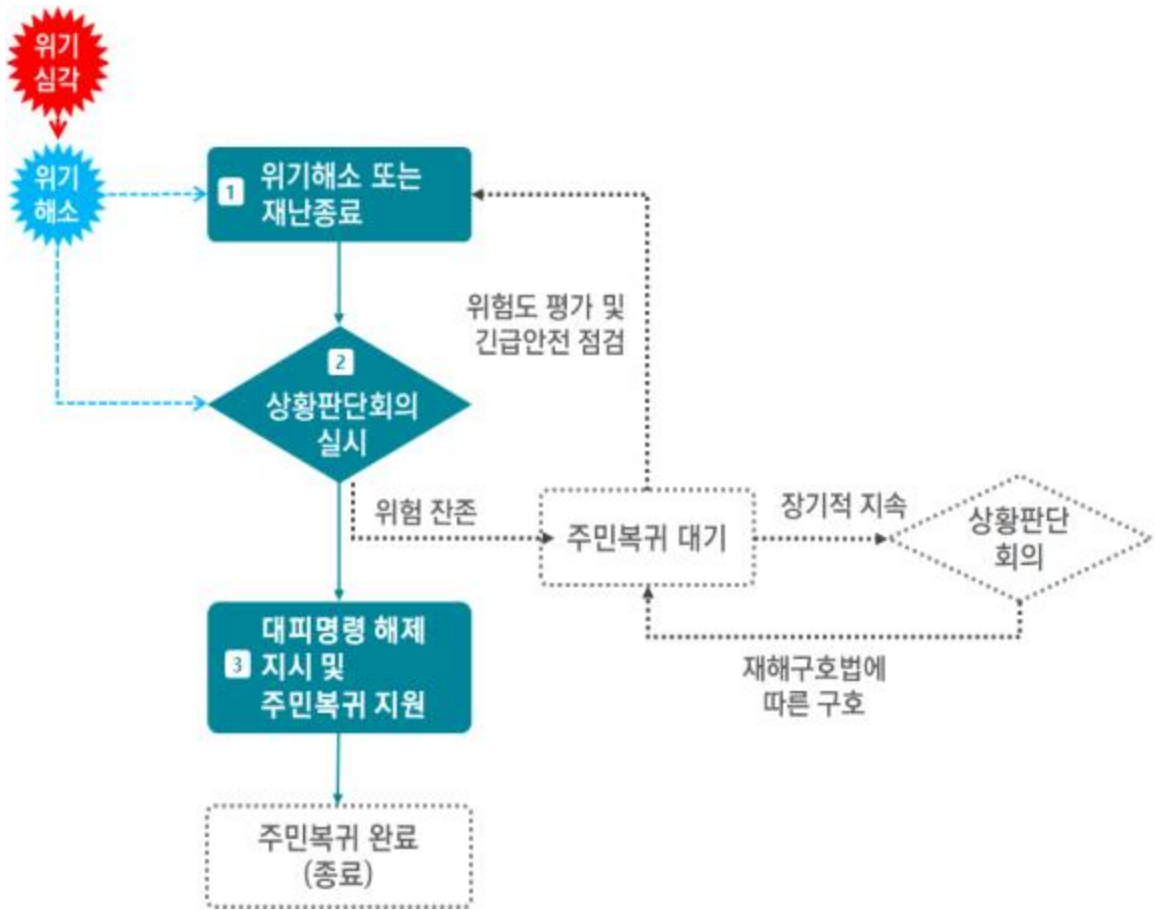 위기
심각
위기
해소
1 위기해소 또는
재난종료
위험도 평가 및
긴급안전 점검
2
상황판단회의
실시
위험 잔존
주민복귀 대기
장기적 지속
상황판단
회의
대피명령 해제
3 지시 및
주민복귀 지원
재해구호법에
따른 구호
주민복귀 완료
(종료)